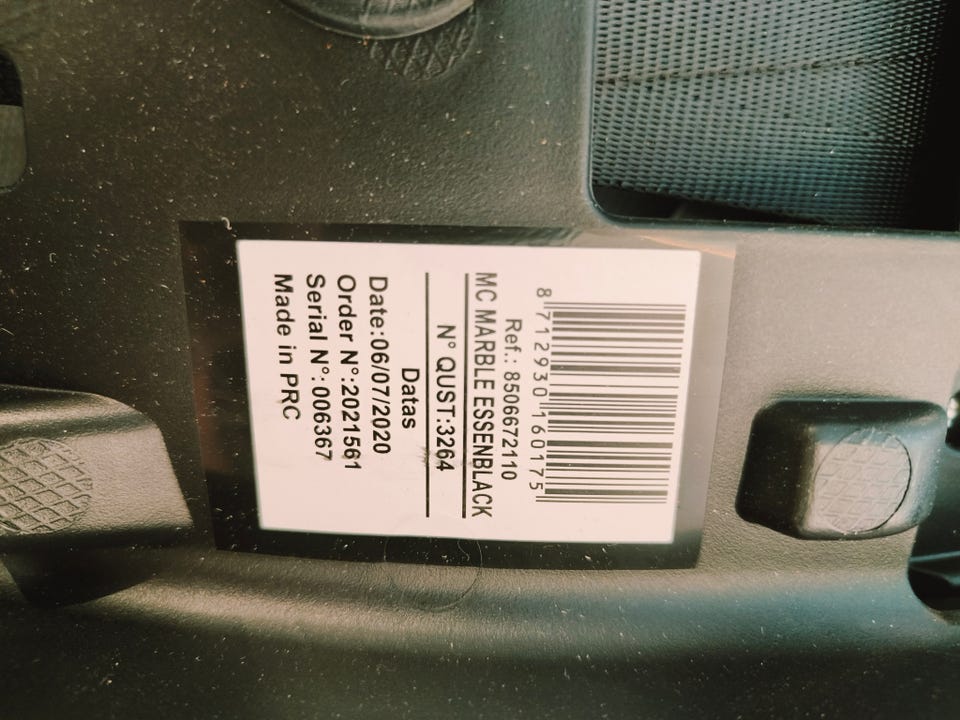 8 712930 160175
Ref.: 8506672110
MC MARBLE ESSENBLACK
N° QUST:3264
Datas
Date:06/07/2020
Order N°:2021561
Serial N°: 006367
Made in PRC